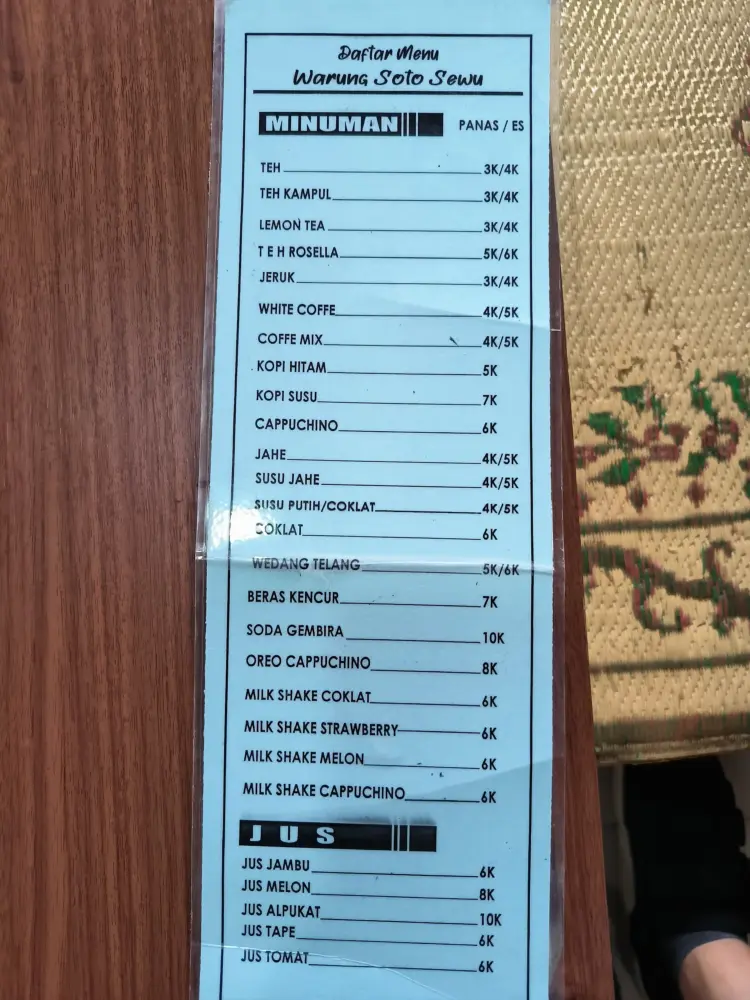 Daftar Menu
Warung Soto Sewu
MINUMAN PANAS / ES
TEH 3K/4K
TEH KAMPUL 3K/4K
LEMON TEA 3K/4K
T E H ROSELLA 5K/6K
JERUK 3K/4K
WHITE COFFE 4K/5K
COFFE MIX 4K/5K
KOPI HITAM 5K
KOPI SUSU 7K
CAPPUCHINO 6K
JAHE 4K/5K
SUSU JAHE 4K/5K
SUSU PUTIH/COKLAT 4K/5K
COKLAT 6K
WEDANG TELANG 5K/6K
BERAS KENCUR 7K
SODA GEMBIRA 10K
OREO CAPPUCHINO 8K
MILK SHAKE COKLAT 6K
MILK SHAKE STRAWBERRY 6K
MILK SHAKE MELON 6K
MILK SHAKE CAPPUCHINO 6K
J U S
JUS JAMBU 6K
JUS MELON 8K
JUS ALPUKAT 10K
JUS TAPE 6K
JUS TOMAT 6K